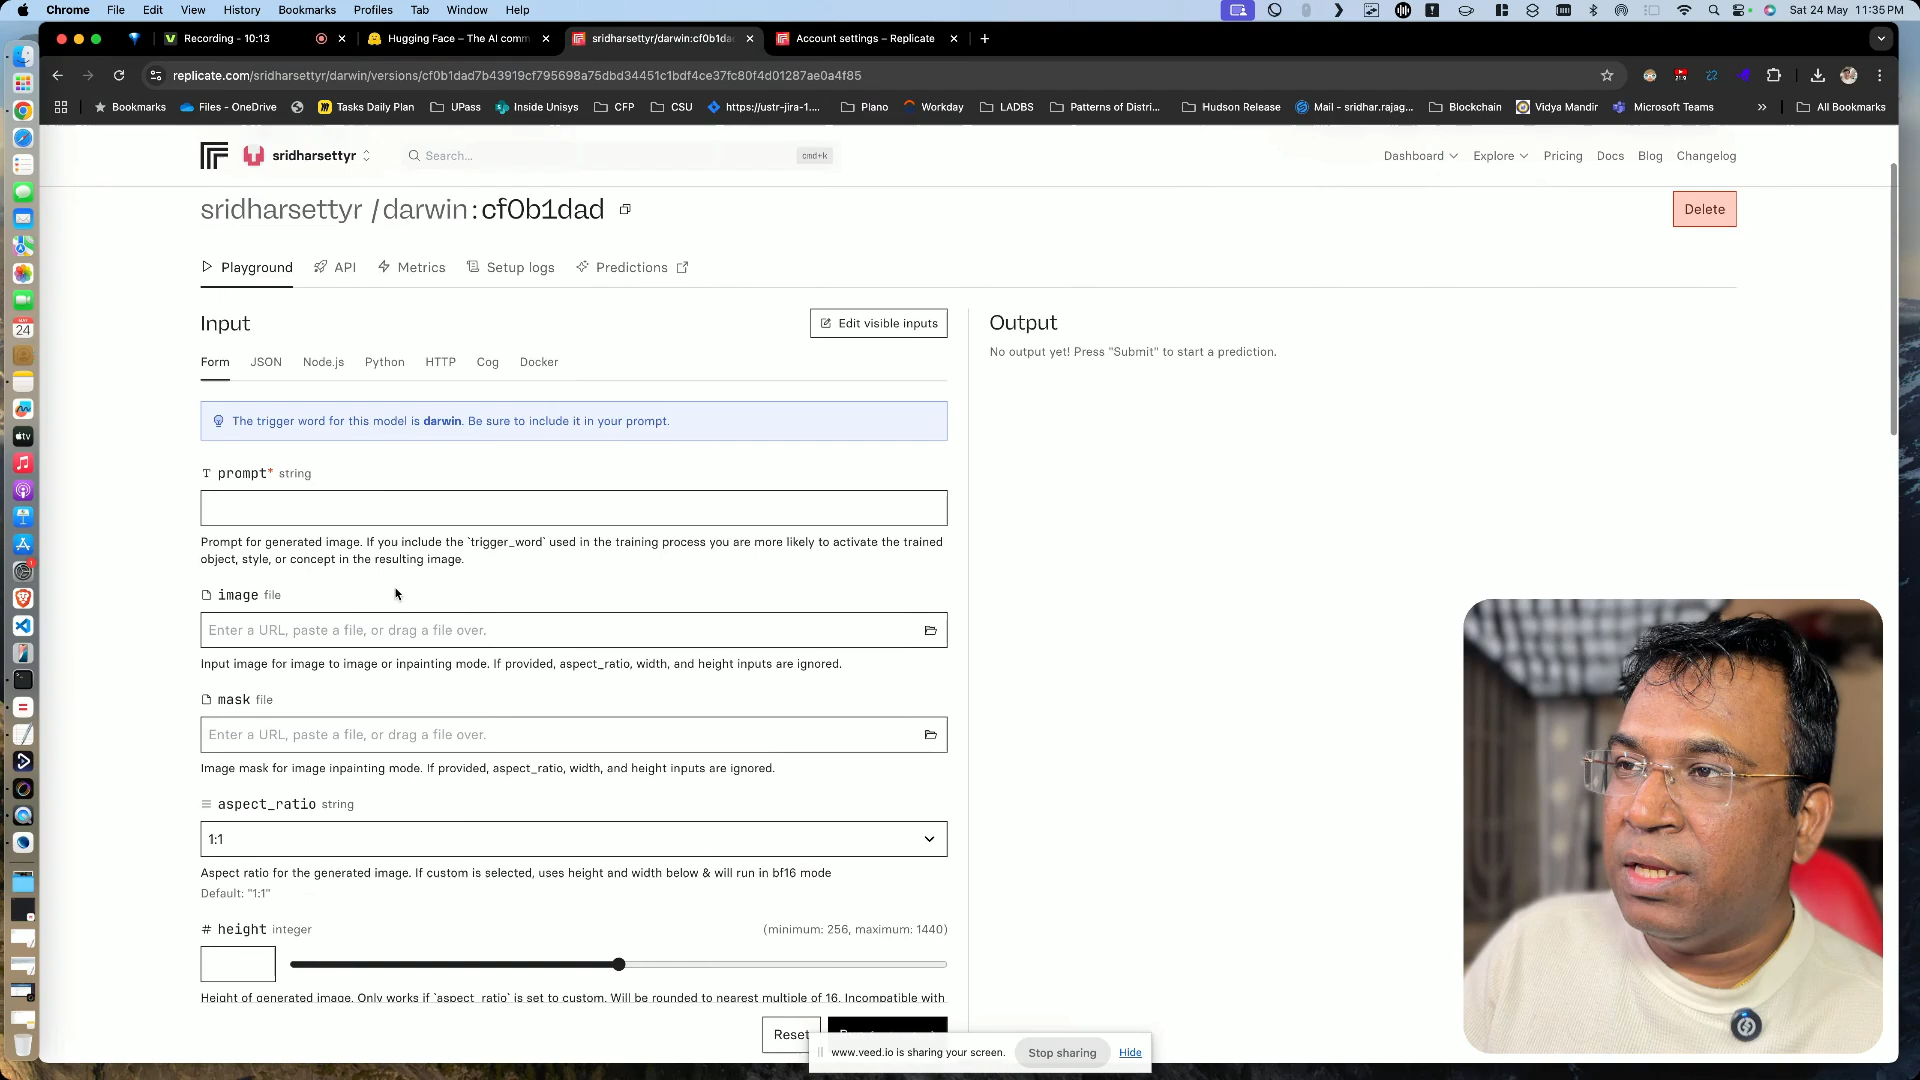 Chrome File Edit View History Bookmarks Profiles Tab Window Help Sat 24 May 11:35 PM
Recording - 10:13
Hugging Face – The AI comm
sridharsettyr/darwin:cf0b1dad
Account settings – Replicate
replicate.com/sridharsettyr/darwin/versions/cf0b1dad7b43919cf795698a75dbd34451c1bdf4ce37fc80f4d01287ae0a4f85
Bookmarks Files - OneDrive Tasks Daily Plan UPass Inside Unisys CFP CSU https://ustr-jira-1.... Plano Workday LADBS Patterns of Distri... Hudson Release Mail - sridhar.rajag... Blockchain Vidya Mandir Microsoft Teams » All Bookmarks
sridharsettyr
Search... cmd+k
Dashboard Explore Pricing Docs Blog Changelog
sridharsettyr /darwin:cf0b1dad
Delete
Playground API Metrics Setup logs Predictions
Input
Edit visible inputs
Form JSON Node.js Python HTTP Cog Docker
The trigger word for this model is darwin. Be sure to include it in your prompt.
prompt* string
Prompt for generated image. If you include the `trigger_word` used in the training process you are more likely to activate the trained
object, style, or concept in the resulting image.
image file
Enter a URL, paste a file, or drag a file over.
Input image for image to image or inpainting mode. If provided, aspect_ratio, width, and height inputs are ignored.
mask file
Enter a URL, paste a file, or drag a file over.
Image mask for image inpainting mode. If provided, aspect_ratio, width, and height inputs are ignored.
aspect_ratio string
1:1
Aspect ratio for the generated image. If custom is selected, uses height and width below & will run in bf16 mode
Default: "1:1"
# height integer (minimum: 256, maximum: 1440)
Height of generated image. Only works if `aspect_ratio` is set to custom. Will be rounded to nearest multiple of 16. Incompatible with
Reset
Output
No output yet! Press "Submit" to start a prediction.
www.veed.io is sharing your screen. Stop sharing Hide
MAY
24
tv